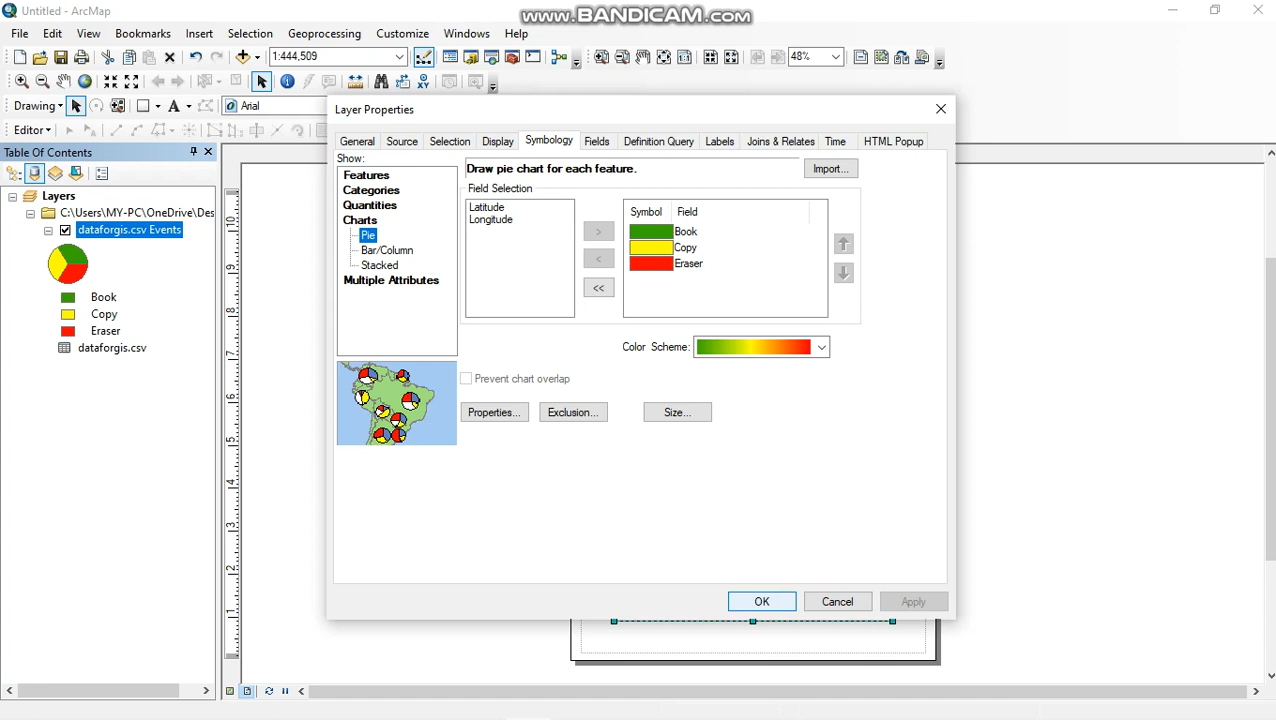 Untitled - ArcMap
www.BANDICAM.com
File Edit View Bookmarks Insert Selection Geoprocessing Customize Windows Help
1:444,509
48%
Drawing
Arial
Editor
Table Of Contents
Layers
C:\Users\MY-PC\OneDrive\Des
dataforgis.csv Events
Book
Copy
Eraser
dataforgis.csv
Layer Properties
General Source Selection Display Symbology Fields Definition Query Labels Joins & Relates Time HTML Popup
Show:
Features
Categories
Quantities
Charts
Pie
Bar/Column
Stacked
Multiple Attributes
Draw pie chart for each feature.
Import...
Field Selection
Latitude
Longitude
>
<
<<
Symbol Field
Book
Copy
Eraser
Color Scheme:
Prevent chart overlap
Properties... Exclusion... Size...
OK Cancel Apply